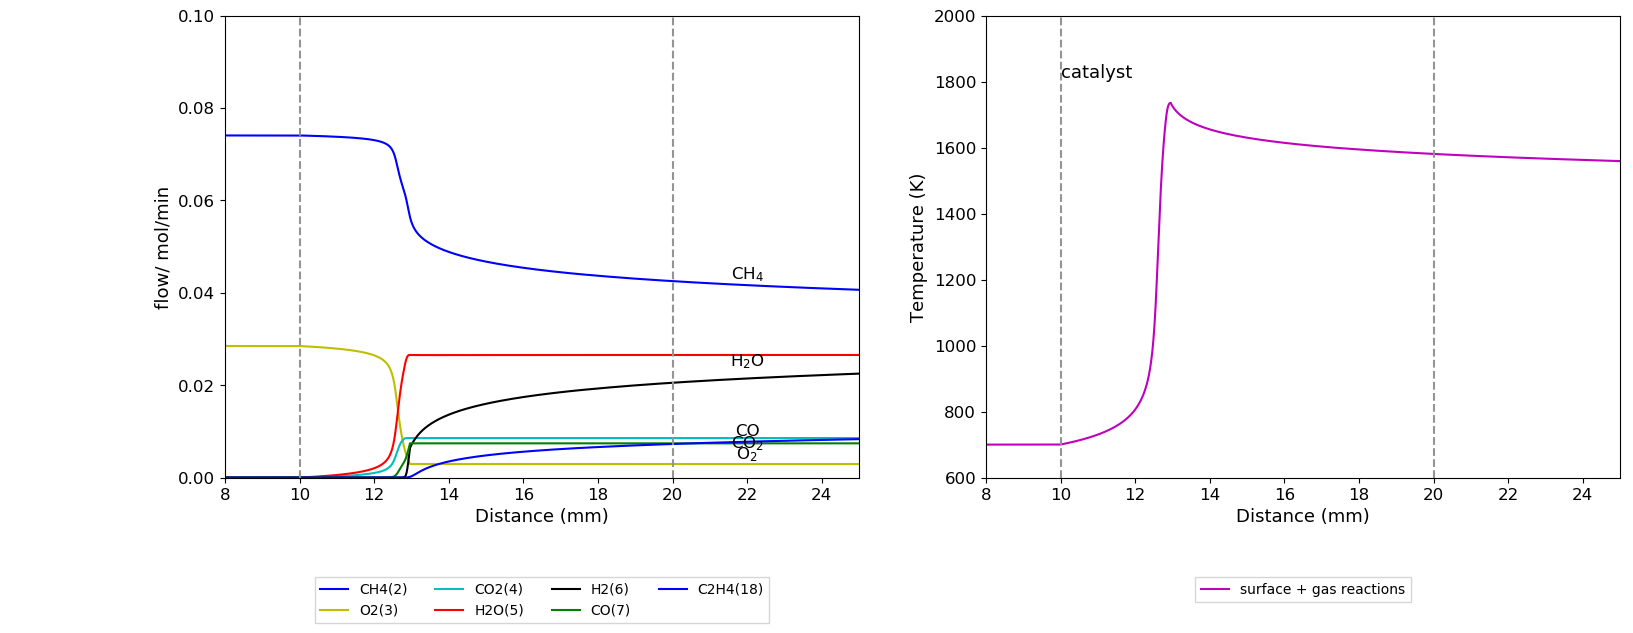 0.10
0.08
0.06
0.04
0.02
0.00
flow/ mol/min
CH₄
H₂O
CO
CO₂
O₂
8 10 12 14 16 18 20 22 24
Distance (mm)
CH4(2) CO2(4) H2(6) C2H4(18)
O2(3) H2O(5) CO(7)
2000
1800
1600
1400
1200
1000
800
600
Temperature (K)
catalyst
8 10 12 14 16 18 20 22 24
Distance (mm)
surface + gas reactions